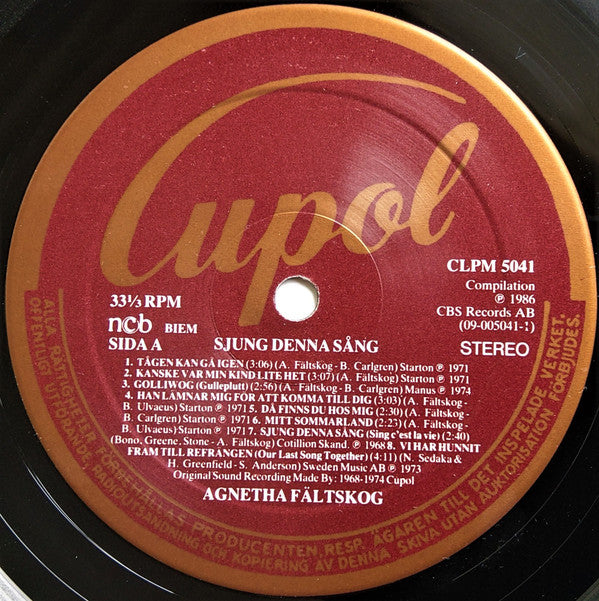 Cupol
CLPM 5041
Compilation
℗ 1986
CBS Records AB
(09-005041-1)
33⅓ RPM
ncb BIEM
SIDA A
SJUNG DENNA SÅNG
STEREO
1. TÅGEN KAN GÅ IGEN (3:06) (A. Fältskog - B. Carlgren) Starton ℗ 1971
2. KANSKE VAR MIN KIND LITE HET (3:07) (A. Fältskog - B. Carlgren) Starton ℗ 1971
3. GOLLIWOG (Gulleplutt) (2:56) (A. Fältskog - B. Carlgren) Manus ℗ 1974
4. HAN LÄMNAR MIG FÖR ATT KOMMA TILL DIG (3:03) (A. Fältskog -
B. Ulvaeus) Starton ℗ 1971 5. DÅ FINNS DU HOS MIG (2:30) (A. Fältskog -
B. Carlgren) Starton ℗ 1971 6. MITT SOMMARLAND (2:23) (A. Fältskog -
B. Ulvaeus) Starton ℗ 1971 7. SJUNG DENNA SÅNG (Sing c'est la vie) (2:40)
(Bono, Greene, Stone - A. Fältskog) Cotillion Skand. ℗ 1968 8. VI HAR HUNNIT
FRAM TILL REFRÄNGEN (Our Last Song Together) (4:11) (N. Sedaka &
H. Greenfield - S. Anderson) Sweden Music AB ℗ 1973
Original Sound Recording Made By: 1968-1974 Cupol
AGNETHA FÄLTSKOG
PRODUCENTEN RESP. ÄGAREN TILL DET INSPELADE VERKET.
RADIOUTSÄNDNING OCH KOPIERING AV DENNA SKIVA UTAN AUKTORISATION FÖRBJUDES.